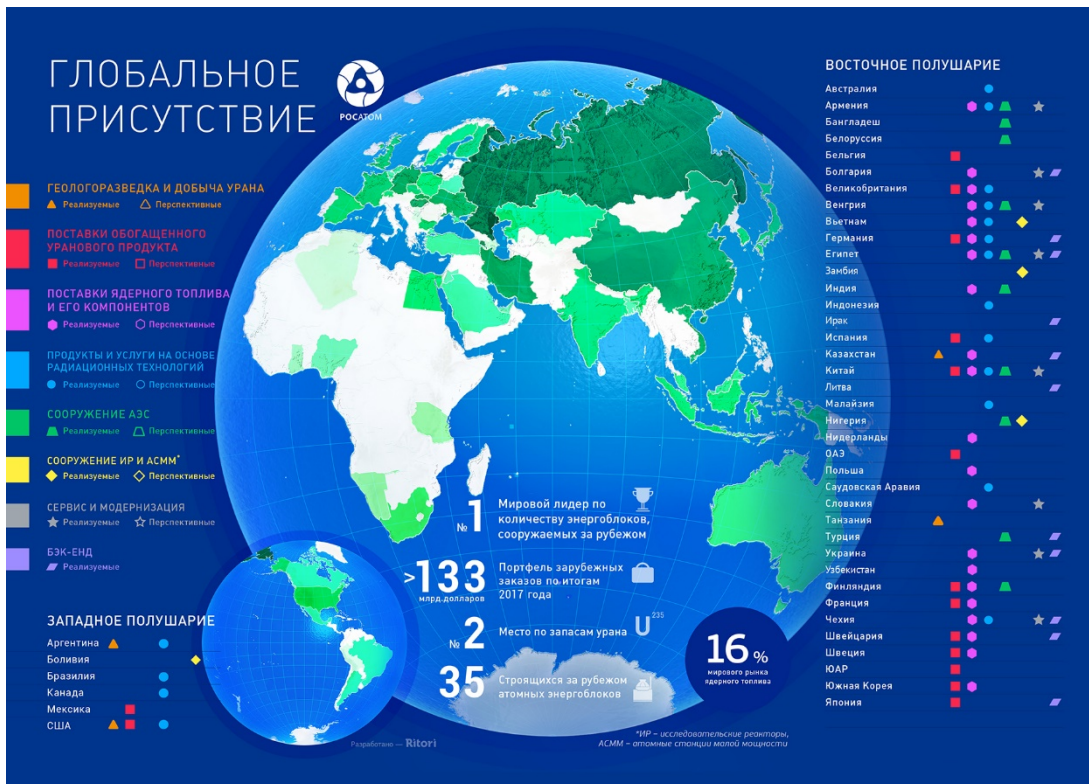 ГЛОБАЛЬНОЕ
ПРИСУТСТВИЕ
РОСАТОМ
ГЕОЛОГОРАЗВЕДКА И ДОБЫЧА УРАНА
Реализуемые Перспективные
ПОСТАВКИ ОБОГАЩЕННОГО
УРАНОВОГО ПРОДУКТА
Реализуемые Перспективные
ПОСТАВКИ ЯДЕРНОГО ТОПЛИВА
И ЕГО КОМПОНЕНТОВ
Реализуемые Перспективные
ПРОДУКТЫ И УСЛУГИ НА ОСНОВЕ
РАДИАЦИОННЫХ ТЕХНОЛОГИЙ
Реализуемые Перспективные
СООРУЖЕНИЕ АЭС
Реализуемые Перспективные
СООРУЖЕНИЕ ИР И АСММ*
Реализуемые Перспективные
СЕРВИС И МОДЕРНИЗАЦИЯ
Реализуемые Перспективные
БЭК-ЕНД
Реализуемые
ЗАПАДНОЕ ПОЛУШАРИЕ
Аргентина
Боливия
Бразилия
Канада
Мексика
США
№1
Мировой лидер по
количеству энергоблоков,
сооружаемых за рубежом
>133
млрд.долларов
Портфель зарубежных
заказов по итогам
2017 года
№2
Место по запасам урана
U 235
35
Строящихся за рубежом
атомных энергоблоков
16 %
мирового рынка
ядерного топлива
Разработано — Ritori
*ИР – исследовательские реакторы,
АСММ – атомные станции малой мощности
ВОСТОЧНОЕ ПОЛУШАРИЕ
Австралия
Армения
Бангладеш
Белоруссия
Бельгия
Болгария
Великобритания
Венгрия
Вьетнам
Германия
Египет
Замбия
Индия
Индонезия
Ирак
Испания
Казахстан
Китай
Литва
Малайзия
Нигерия
Нидерланды
ОАЭ
Польша
Саудовская Аравия
Словакия
Танзания
Турция
Украина
Узбекистан
Финляндия
Франция
Чехия
Швейцария
Швеция
ЮАР
Южная Корея
Япония